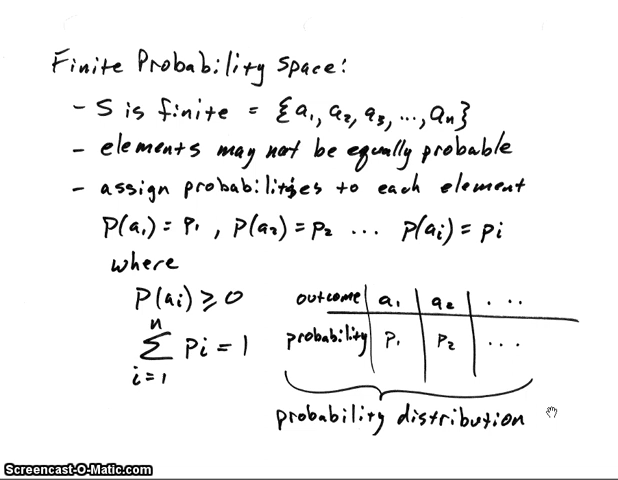 Finite Probability Space:
- S is finite = {a₁, a₂, a₃, ..., aₙ}
- elements may not be equally probable
- assign probabilities to each element
P(a₁) = p₁ , P(a₂) = p₂ ... P(aᵢ) = pᵢ
where
P(aᵢ) ≥ 0
n
∑ pᵢ = 1
i=1
outcome | a₁ | a₂ | ...
probability | p₁ | p₂ | ...
probability distribution
Screencast-O-Matic.com